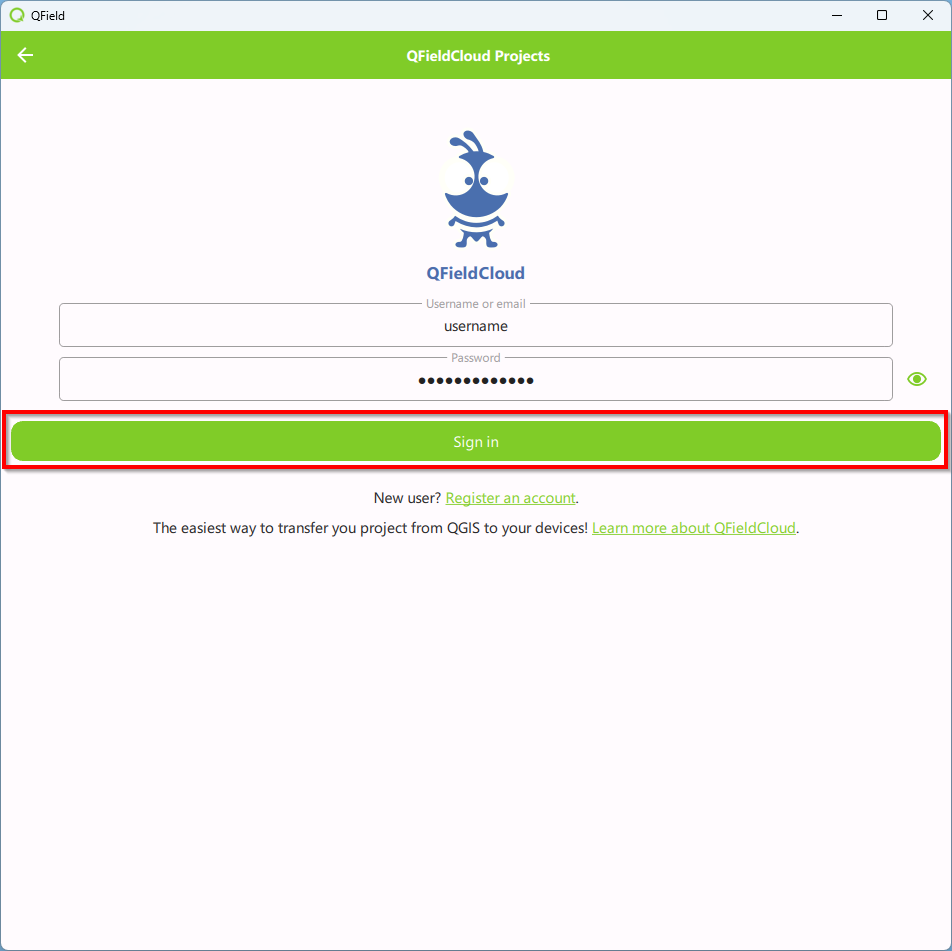 QField
QFieldCloud Projects
QFieldCloud
Username or email
username
Password
●●●●●●●●●●●●●
Sign in
New user? Register an account.
The easiest way to transfer you project from QGIS to your devices! Learn more about QFieldCloud.